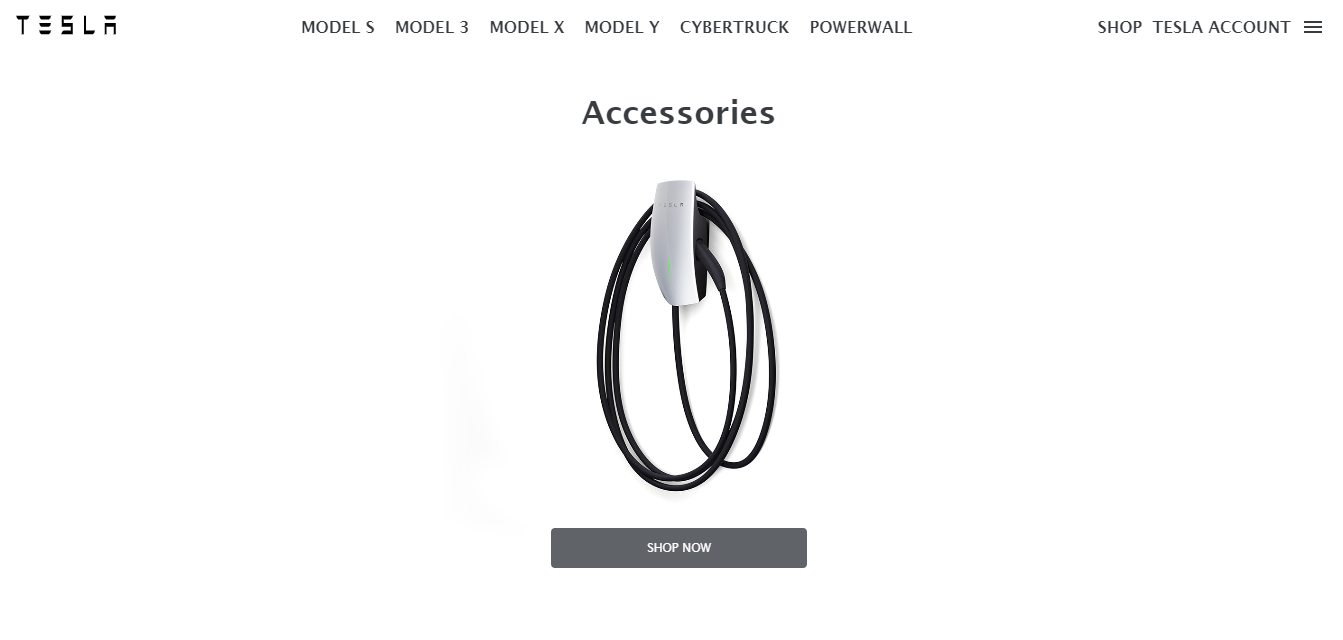 TESLA MODEL S MODEL 3 MODEL X MODEL Y CYBERTRUCK POWERWALL SHOP TESLA ACCOUNT
Accessories
TESLA
SHOP NOW